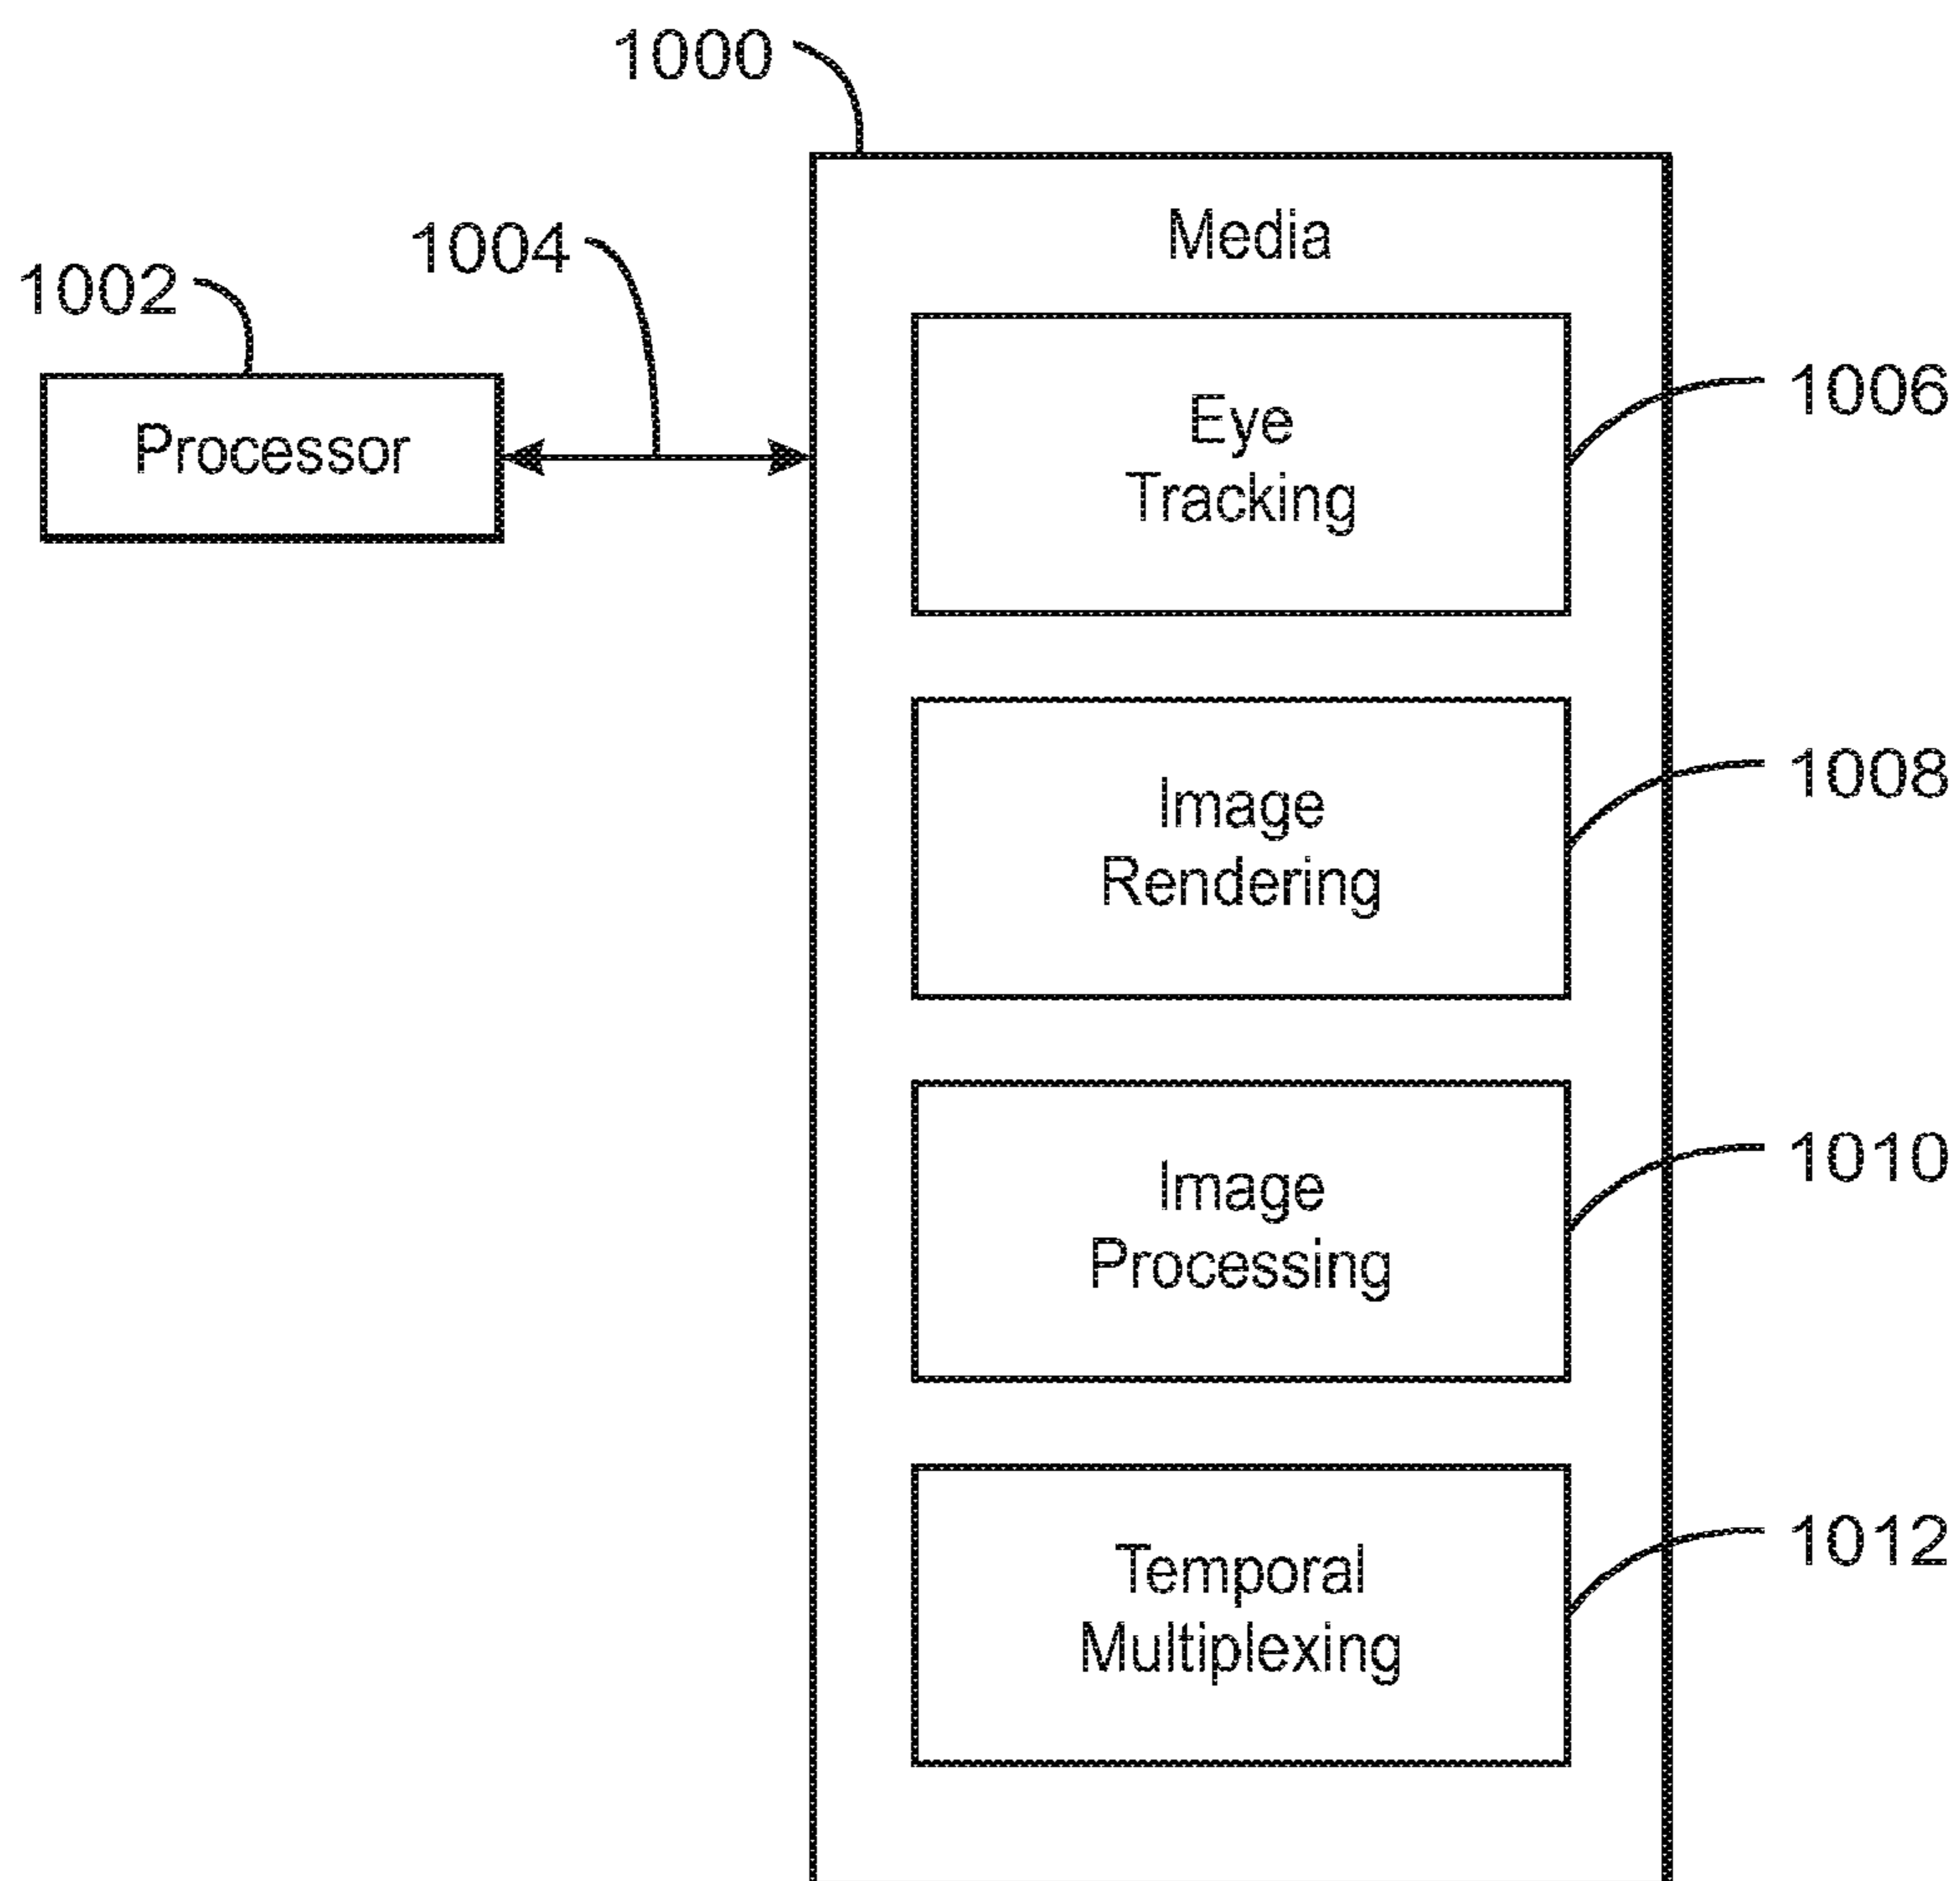 1000
Media
1004
1002
Processor
Eye
Tracking
1006
Image
Rendering
1008
Image
Processing
1010
Temporal
Multiplexing
1012